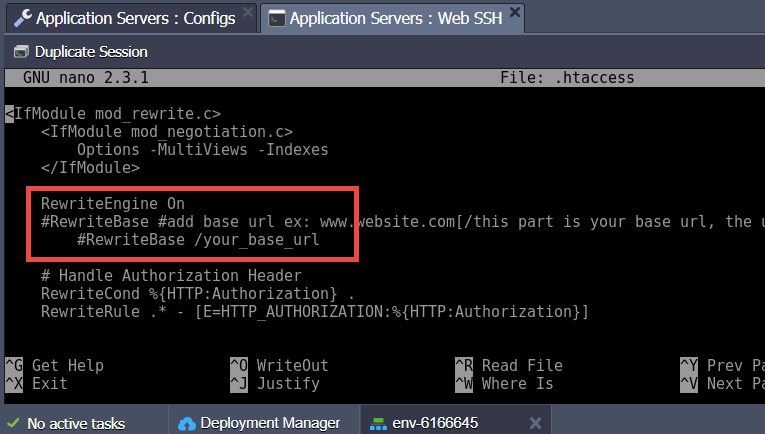 Application Servers : Configs
Application Servers : Web SSH
Duplicate Session
GNU nano 2.3.1 File: .htaccess
<IfModule mod_rewrite.c>
<IfModule mod_negotiation.c>
Options -MultiViews -Indexes
</IfModule>
RewriteEngine On
#RewriteBase #add base url ex: www.website.com[/this part is your base url, the u
#RewriteBase /your_base_url
# Handle Authorization Header
RewriteCond %{HTTP:Authorization} .
RewriteRule .* - [E=HTTP_AUTHORIZATION:%{HTTP:Authorization}]
^G Get Help ^O WriteOut ^R Read File ^Y Prev Pa
^X Exit ^J Justify ^W Where Is ^V Next Pa
No active tasks Deployment Manager env-6166645